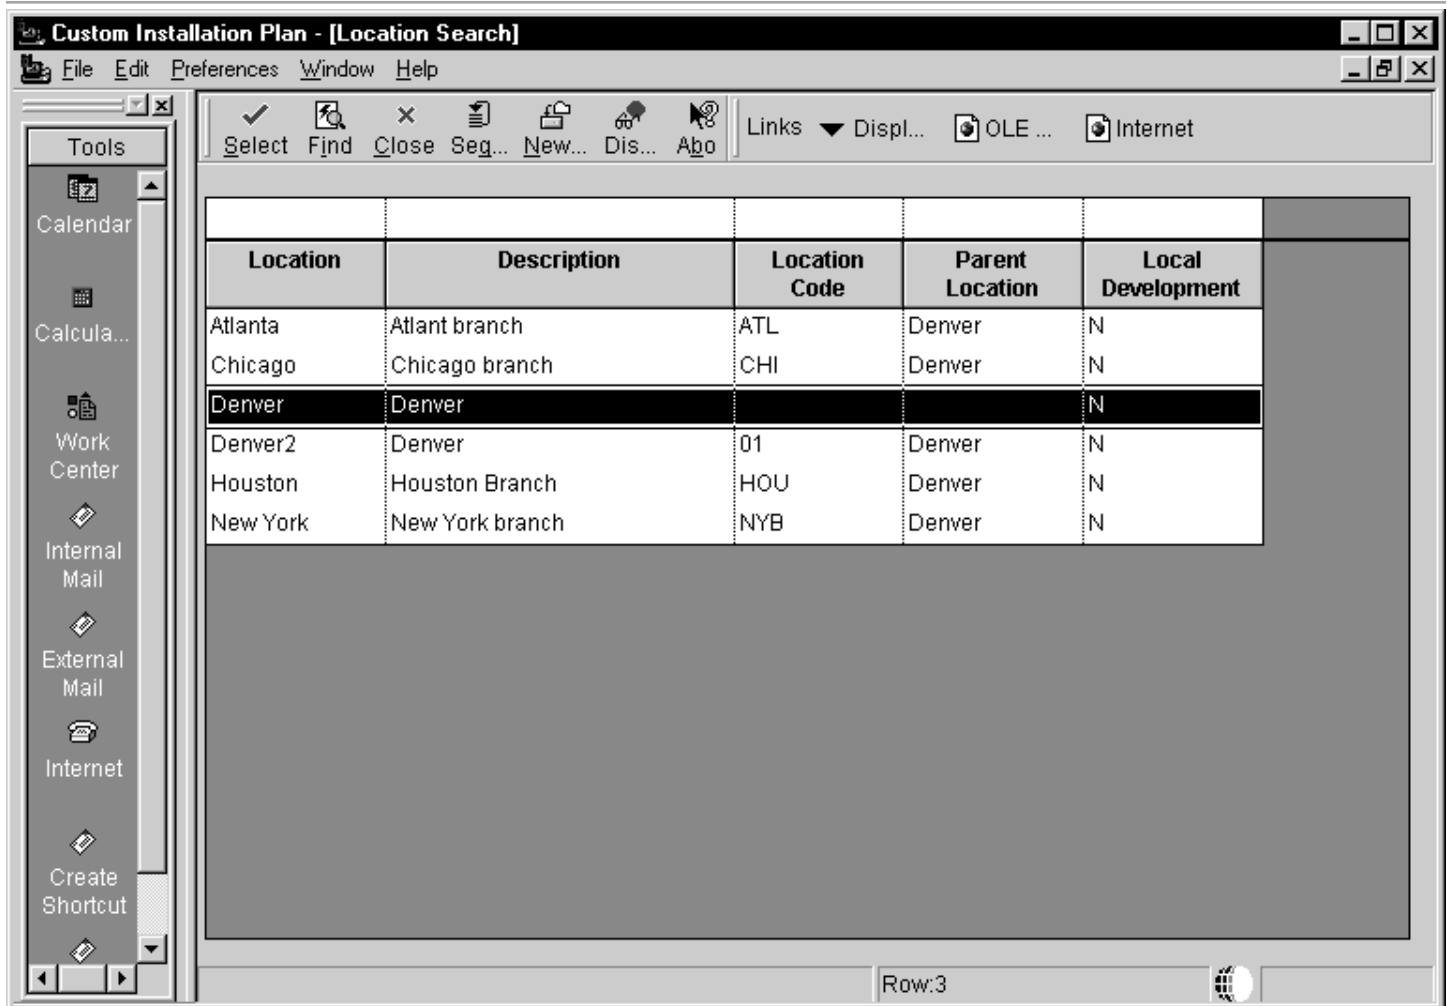 Custom Installation Plan - [Location Search]
File Edit Preferences Window Help
Tools
Select Find Close Seq... New... Dis... Abo Links Displ... OLE ... Internet
Calendar
Calcula...
Work
Center
Internal
Mail
External
Mail
Internet
Create
Shortcut
Location Description Location Code Parent Location Local Development
Atlanta Atlant branch ATL Denver N
Chicago Chicago branch CHI Denver N
Denver Denver N
Denver2 Denver 01 Denver N
Houston Houston Branch HOU Denver N
New York New York branch NYB Denver N
Row:3